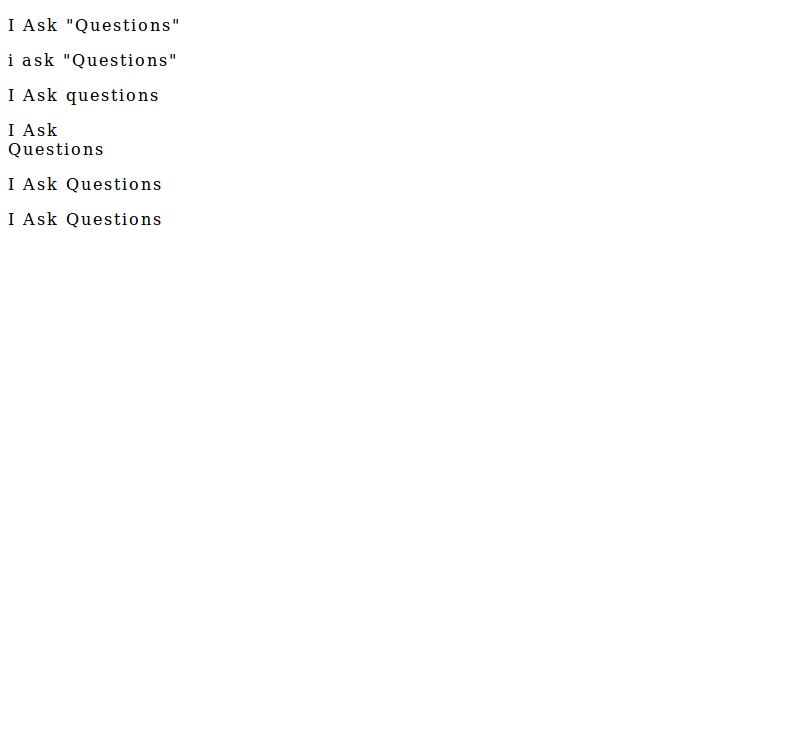 I Ask "Questions"
i ask "Questions"
I Ask questions
I Ask
Questions
I Ask Questions
I Ask Questions